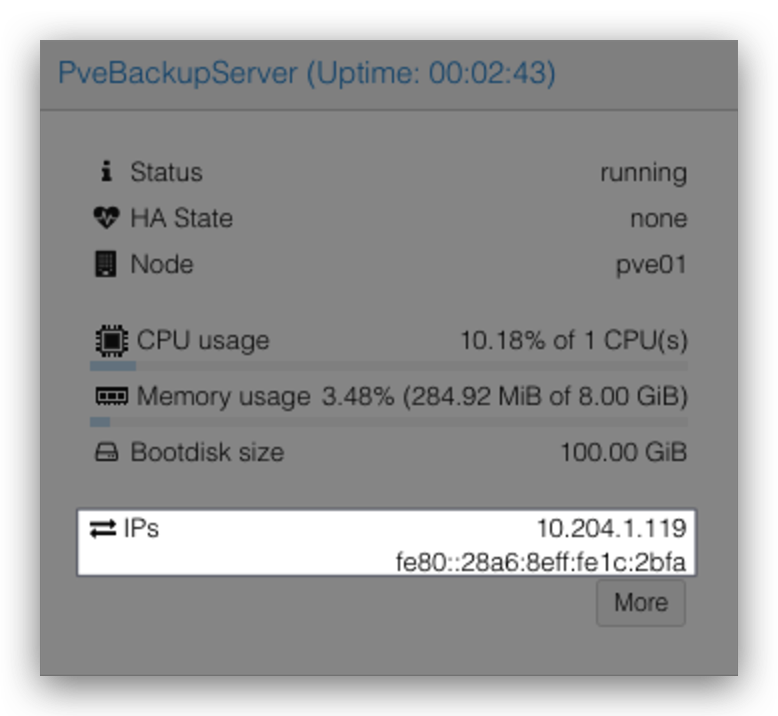 PveBackupServer (Uptime: 00:02:43)
Status running
HA State none
Node pve01
CPU usage 10.18% of 1 CPU(s)
Memory usage 3.48% (284.92 MiB of 8.00 GiB)
Bootdisk size 100.00 GiB
IPs 10.204.1.119
fe80::28a6:8eff:fe1c:2bfa
More